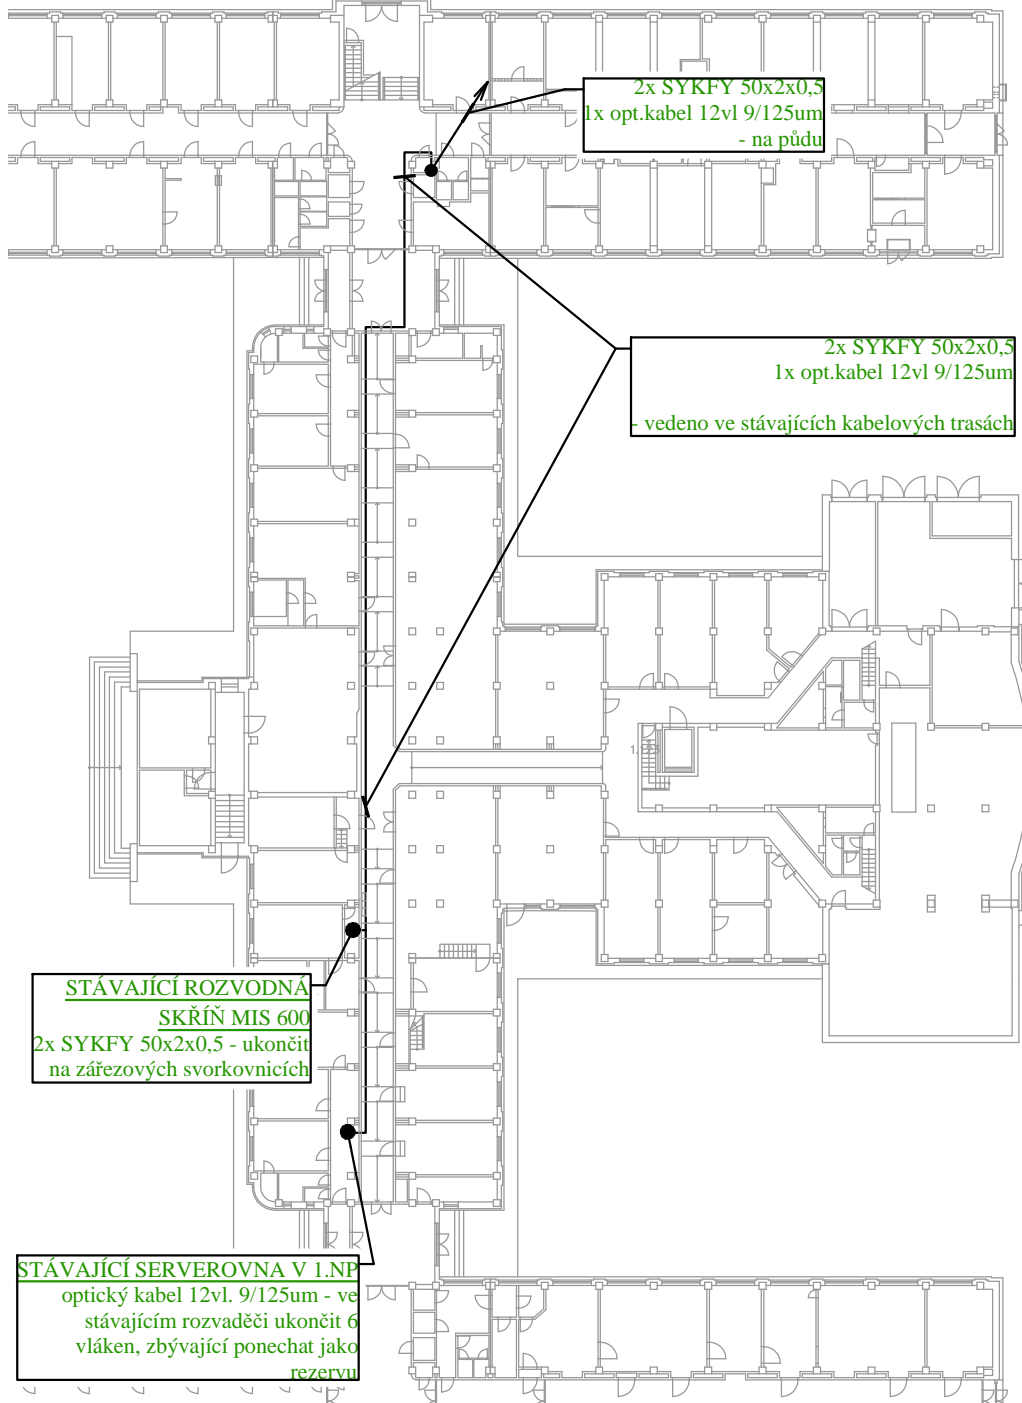 2x SYKFY 50x2x0,5
1x opt.kabel 12vl 9/125um
- na půdu
2x SYKFY 50x2x0,5
1x opt.kabel 12vl 9/125um
- vedeno ve stávajících kabelových trasách
STÁVAJÍCÍ ROZVODNÁ
SKŘÍŇ MIS 600
2x SYKFY 50x2x0,5 - ukončit
na zářezových svorkovnicích
STÁVAJÍCÍ SERVEROVNA V 1.NP
optický kabel 12vl. 9/125um - ve
stávajícím rozvaděči ukončit 6
vláken, zbývající ponechat jako
rezervu